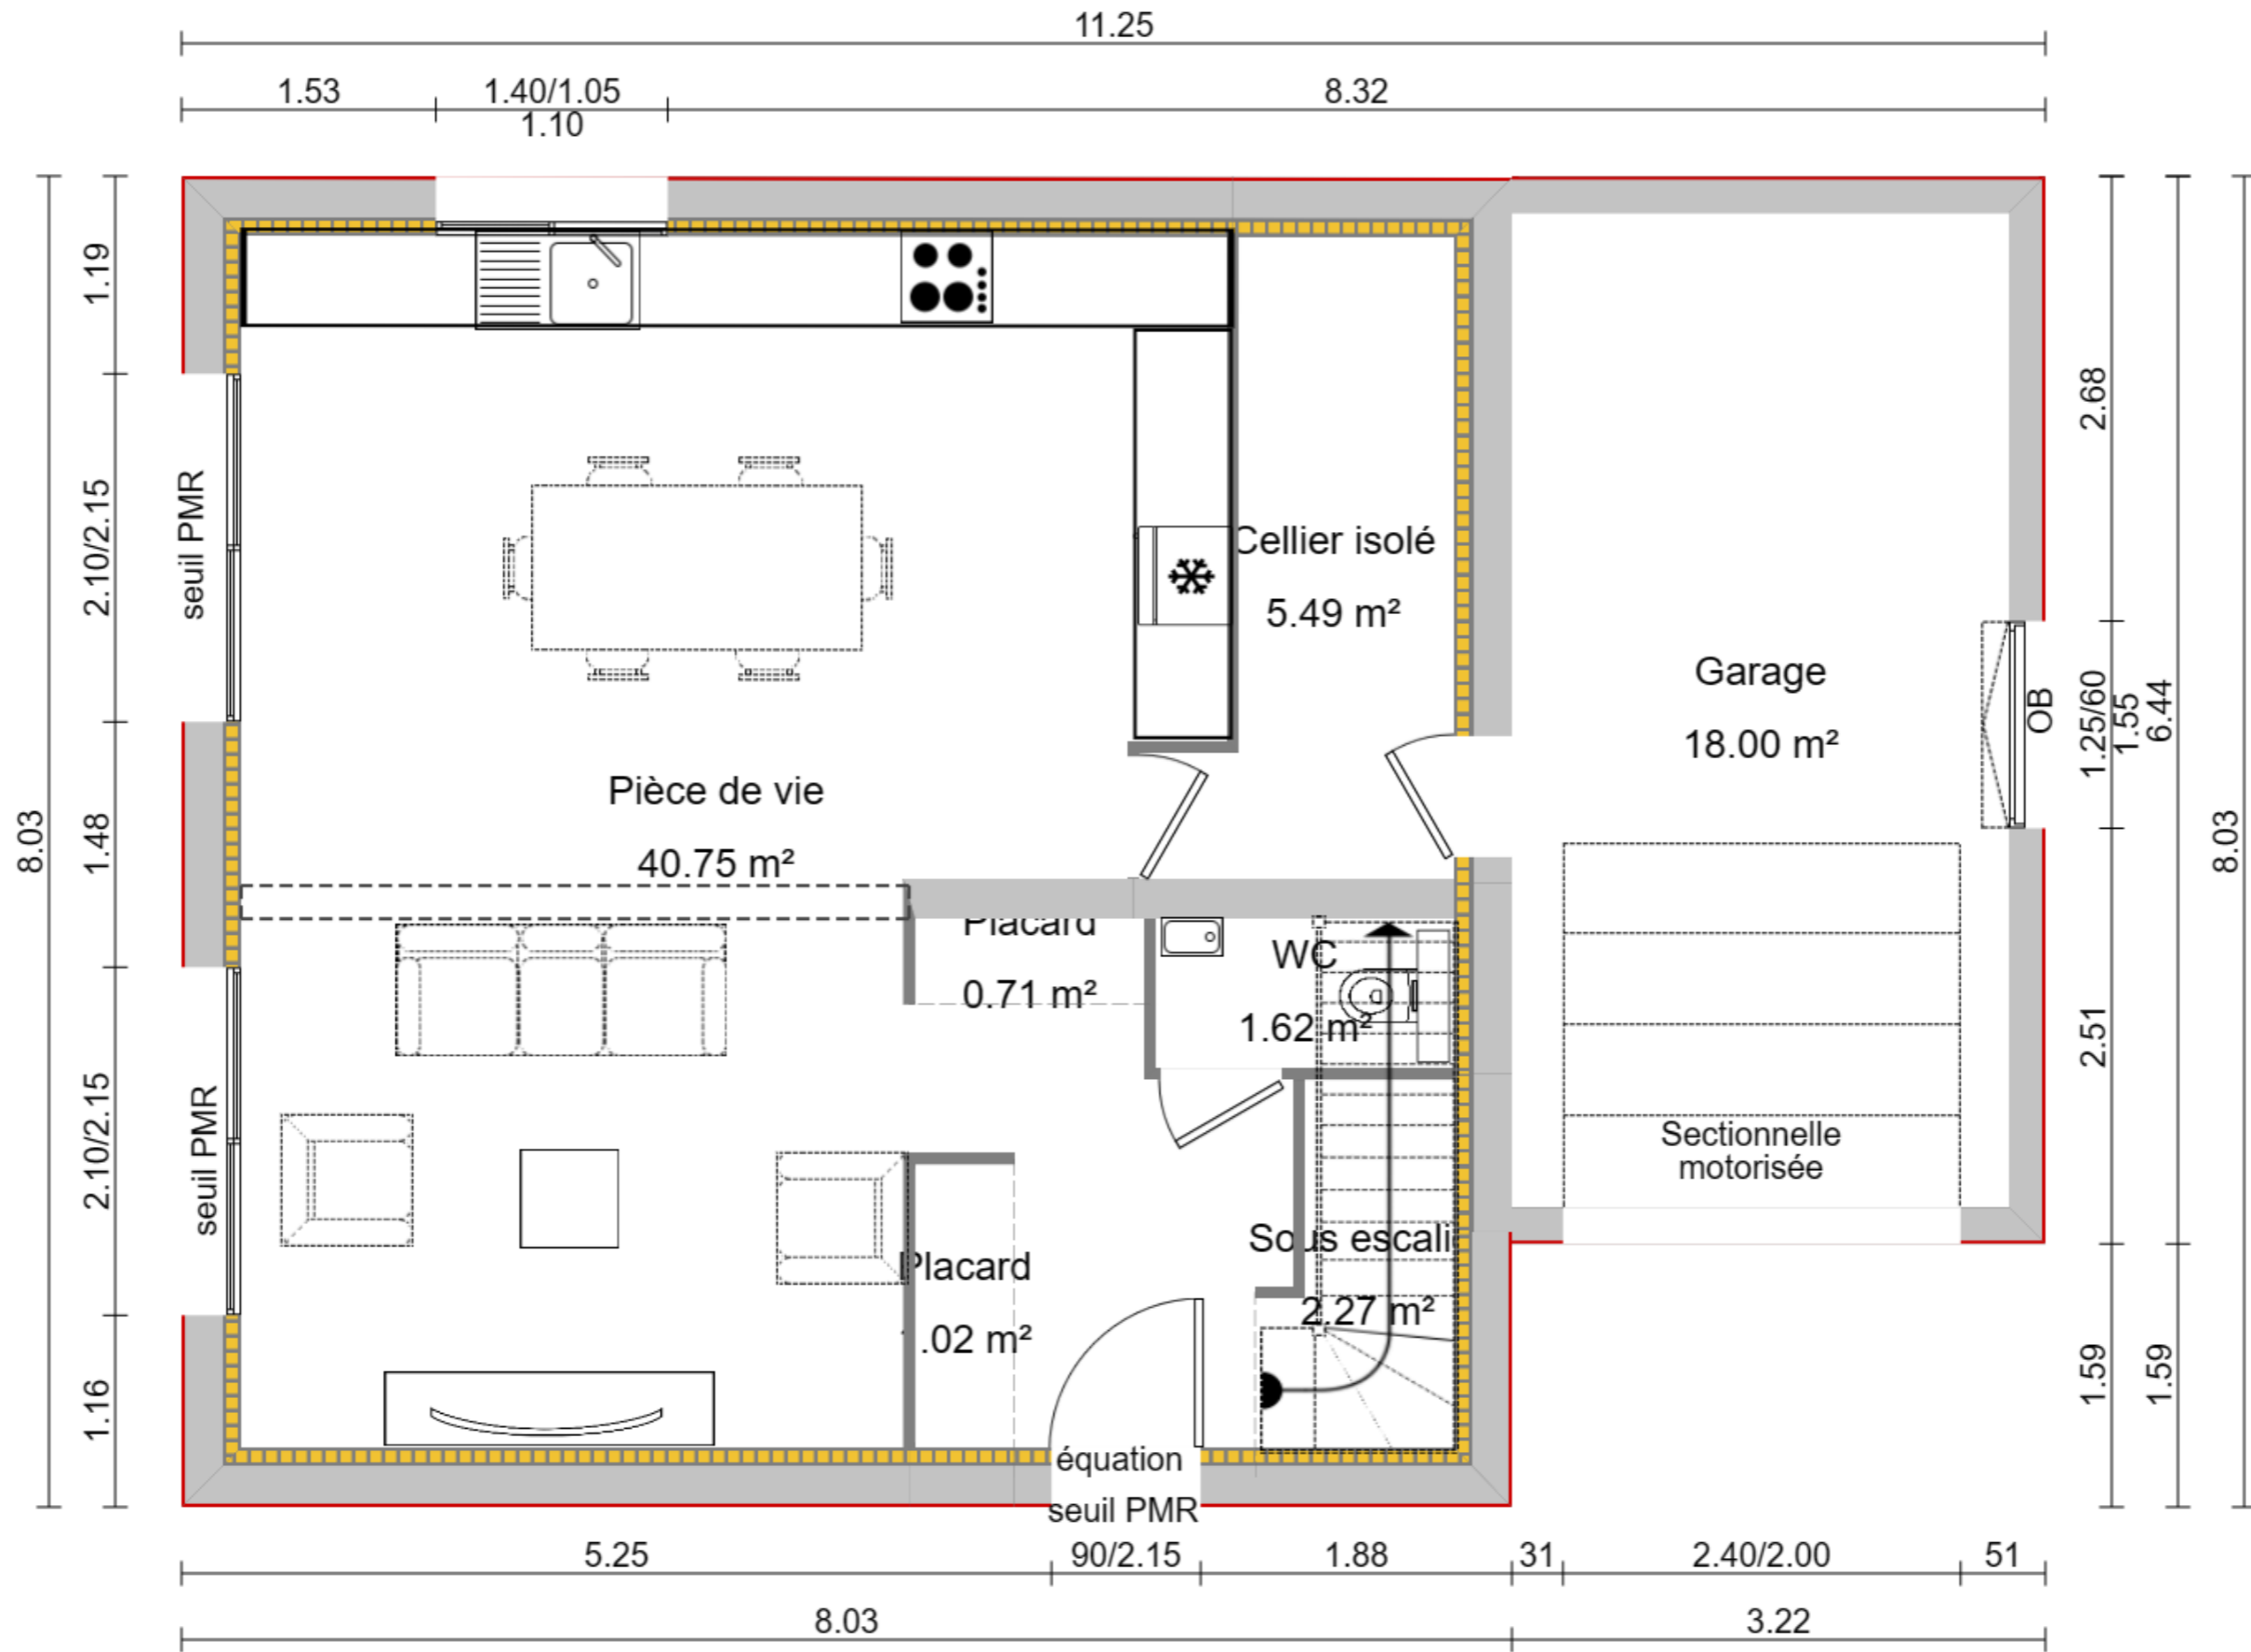 11.25
1.53
1.40/1.05
8.32
1.10
1.19
2.10/2.15
1.48
2.10/2.15
1.16
8.03
seuil PMR
seuil PMR
Cellier isolé
5.49 m²
Garage
18.00 m²
Pièce de vie
40.75 m²
Placard
0.71 m²
WC
1.62 m²
Sectionnelle
motorisée
Sous escali
2.27 m²
Placard
.02 m²
équation
seuil PMR
OB
2.68
1.25/60
1.55
6.44
2.51
1.59
1.59
8.03
5.25
90/2.15
1.88
31
2.40/2.00
51
8.03
3.22